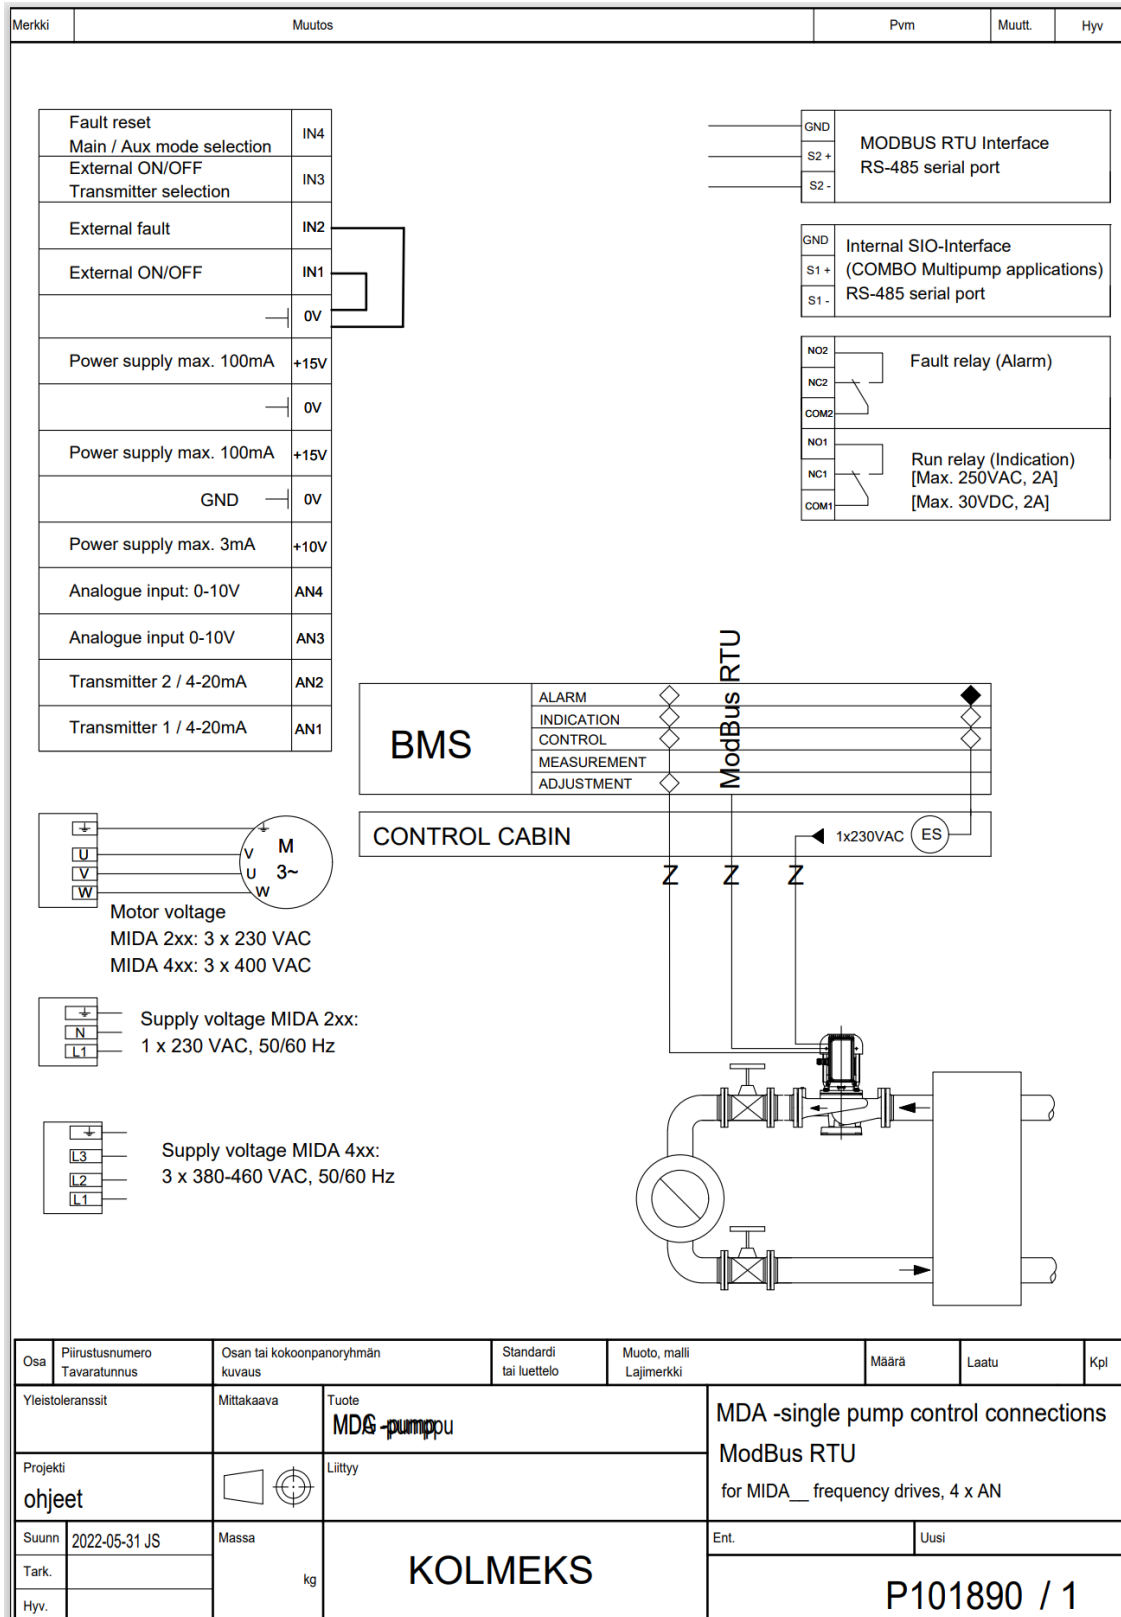 Merkki Muutos Pvm Muutt. Hyv
Fault reset
Main / Aux mode selection IN4
External ON/OFF
Transmitter selection IN3
External fault IN2
External ON/OFF IN1
0V
Power supply max. 100mA +15V
0V
Power supply max. 100mA +15V
GND 0V
Power supply max. 3mA +10V
Analogue input: 0-10V AN4
Analogue input 0-10V AN3
Transmitter 2 / 4-20mA AN2
Transmitter 1 / 4-20mA AN1
GND
S2 +
S2 -
MODBUS RTU Interface
RS-485 serial port
GND
S1 +
S1 -
Internal SIO-Interface
(COMBO Multipump applications)
RS-485 serial port
NO2
NC2
COM2
Fault relay (Alarm)
NO1
NC1
COM1
Run relay (Indication)
[Max. 250VAC, 2A]
[Max. 30VDC, 2A]
BMS
ALARM
INDICATION
CONTROL
MEASUREMENT
ADJUSTMENT
ModBus RTU
CONTROL CABIN
1x230VAC ES
Z Z Z
U
V
W
V
U
W
M
3~
Motor voltage
MIDA 2xx: 3 x 230 VAC
MIDA 4xx: 3 x 400 VAC
N
L1
Supply voltage MIDA 2xx:
1 x 230 VAC, 50/60 Hz
L3
L2
L1
Supply voltage MIDA 4xx:
3 x 380-460 VAC, 50/60 Hz
Osa
Piirustusnumero
Tavaratunnus
Osan tai kokoonpanoryhmän
kuvaus
Standardi
tai luettelo
Muoto, malli
Lajimerkki
Määrä
Laatu
Kpl
Yleistoleranssit
Mittakaava
Tuote
MDA -single pump control connections
ModBus RTU
for MIDA__ frequency drives, 4 x AN
Projekti
ohjeet
Liittyy
Suunn 2022-05-31 JS
Tark.
Hyv.
Massa
kg
KOLMEKS
Ent.
Uusi
P101890 / 1